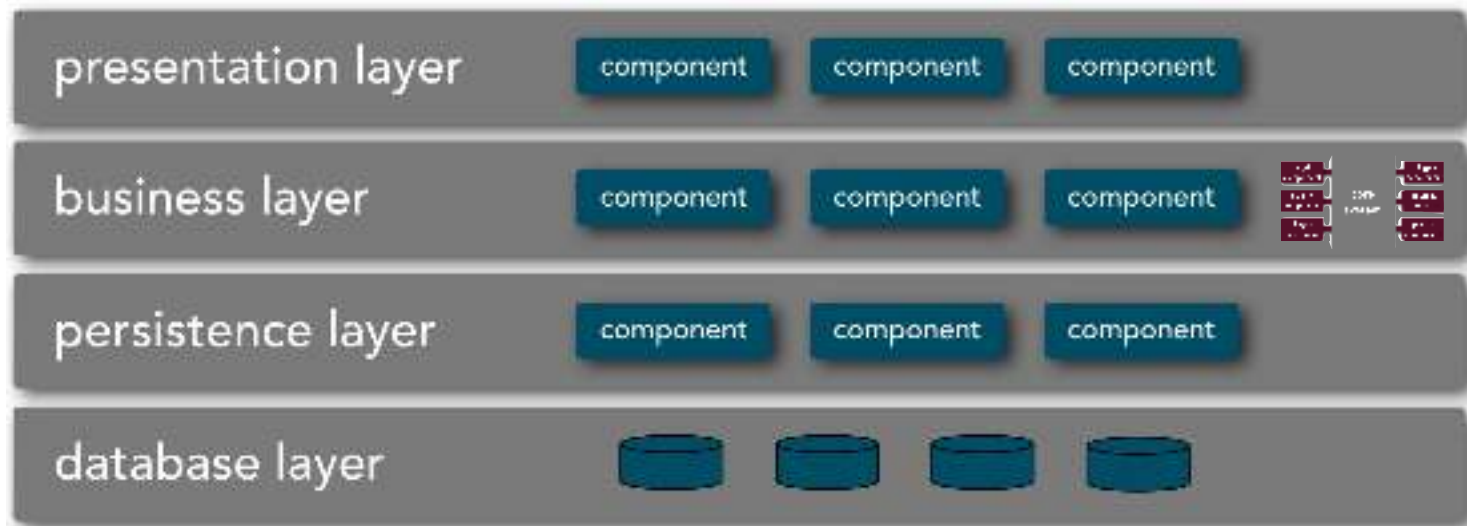 presentation layer component component component
business layer component component component
persistence layer component component component
database layer